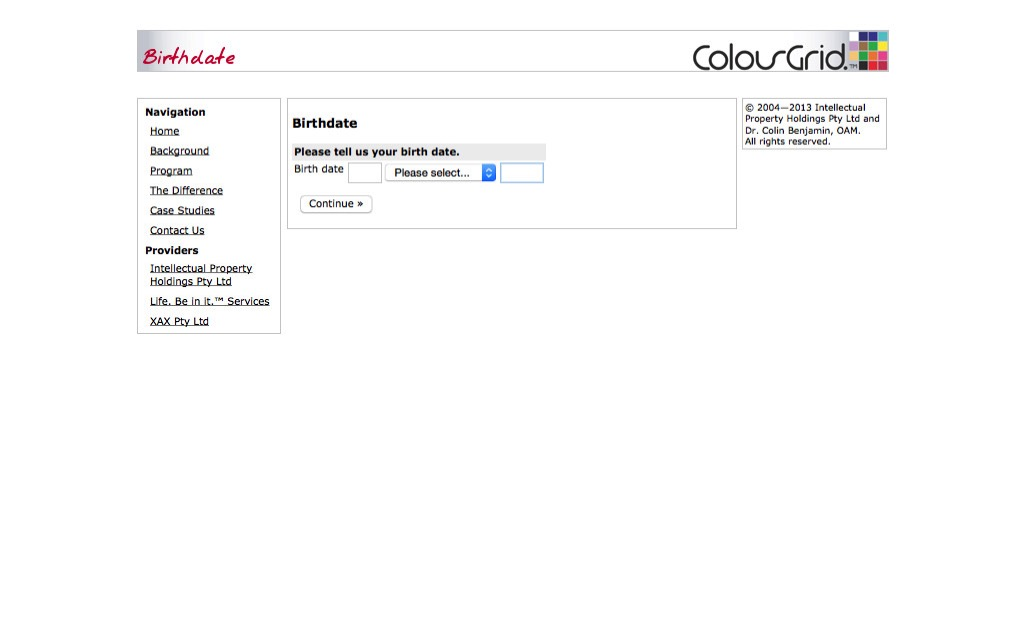 Birthdate
ColourGrid.™
Navigation
Home
Background
Program
The Difference
Case Studies
Contact Us
Providers
Intellectual Property
Holdings Pty Ltd
Life. Be in it.™ Services
XAX Pty Ltd
Birthdate
Please tell us your birth date.
Birth date Please select...
Continue »
© 2004—2013 Intellectual
Property Holdings Pty Ltd and
Dr. Colin Benjamin, OAM.
All rights reserved.